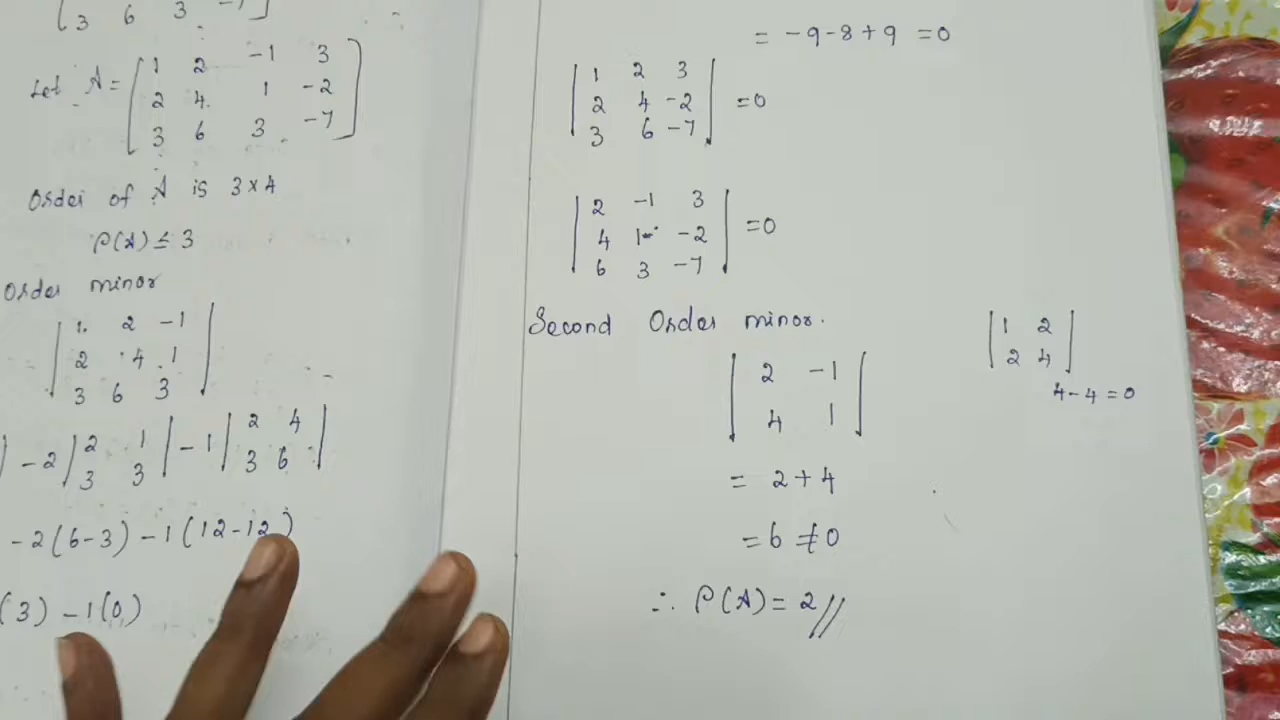 [3 6 3 -7]
Let A = [1 2 -1 3
2 4 1 -2
3 6 3 -7]
Order of A is 3×4
ρ(A) ≤ 3
Order minor
|1 2 -1|
|2 4 1|
|3 6 3|
| -2 |2 1| -1 |2 4|
|3 3| |3 6|
-2(6-3) -1(12-12)
(3) -1(0)
= -9-8+9 =0
|1 2 3|
|2 4 -2| =0
|3 6 -7|
|2 -1 3|
|4 1 -2| =0
|6 3 -7|
Second Order minor.
|2 -1|
|4 1|
= 2+4
= 6 ≠ 0
∴ ρ(A) = 2//
|1 2|
|2 4|
4-4=0